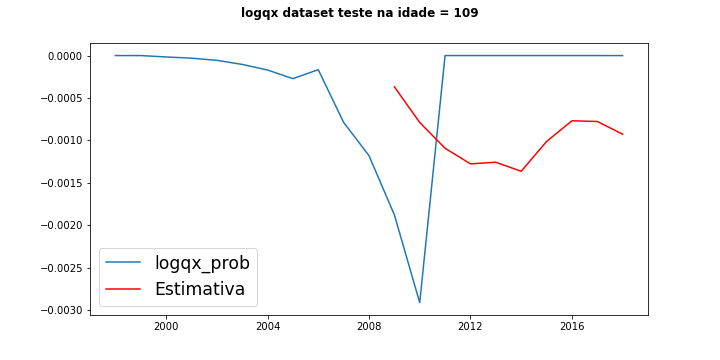 logqx dataset teste na idade = 109
0.0000
−0.0005
−0.0010
−0.0015
−0.0020
−0.0025
−0.0030
logqx_prob
Estimativa
2000 2004 2008 2012 2016